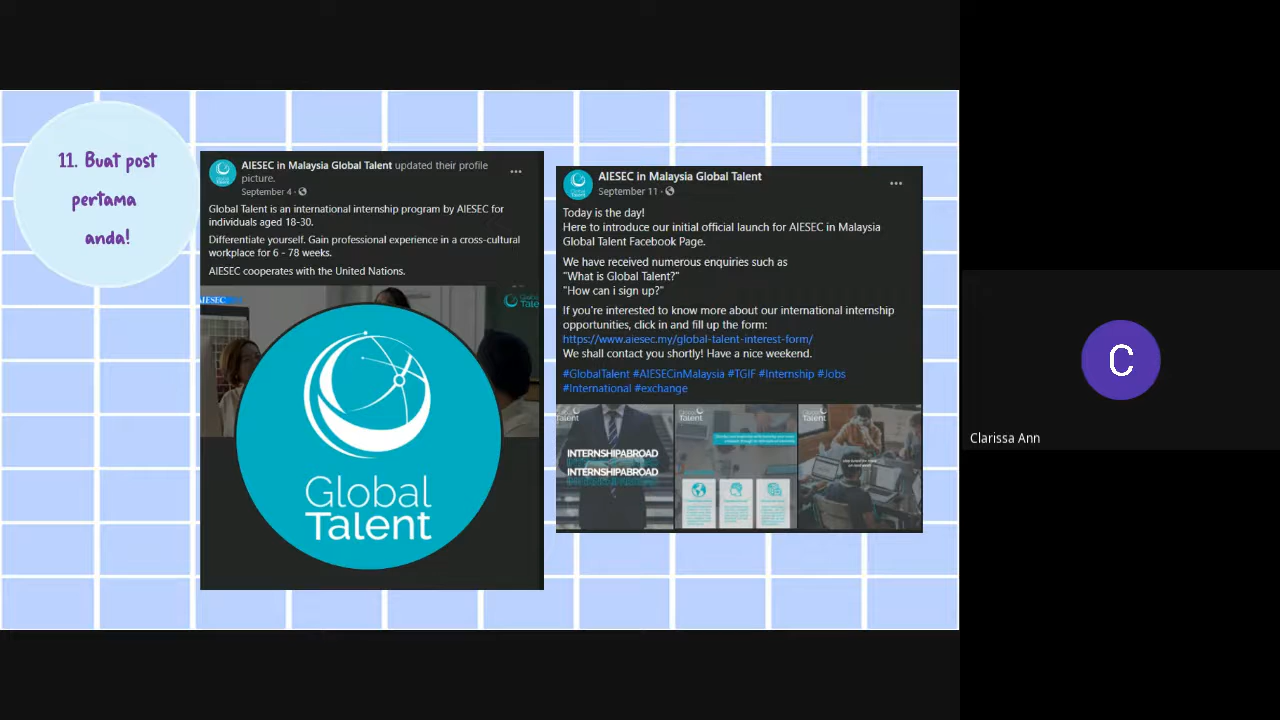 11. Buat post
pertama
anda!
AIESEC in Malaysia Global Talent updated their profile
picture.
September 4 ·
Global Talent is an international internship program by AIESEC for
individuals aged 18-30.
Differentiate yourself. Gain professional experience in a cross-cultural
workplace for 6 - 78 weeks.
AIESEC cooperates with the United Nations.
AIESEC
Global
Tale
Global
Talent
AIESEC in Malaysia Global Talent
September 11 ·
Today is the day!
Here to introduce our initial official launch for AIESEC in Malaysia
Global Talent Facebook Page.
We have received numerous enquiries such as
"What is Global Talent?"
"How can i sign up?"
If you're interested to know more about our international internship
opportunities, click in and fill up the form:
https://www.aiesec.my/global-talent-interest-form/
We shall contact you shortly! Have a nice weekend.
#GlobalTalent #AIESECinMalaysia #TGIF #Internship #Jobs
#International #exchange
Talent
INTERNSHIPABROAD
INTERNSHIPABROAD
Talent
Talent
C
Clarissa Ann